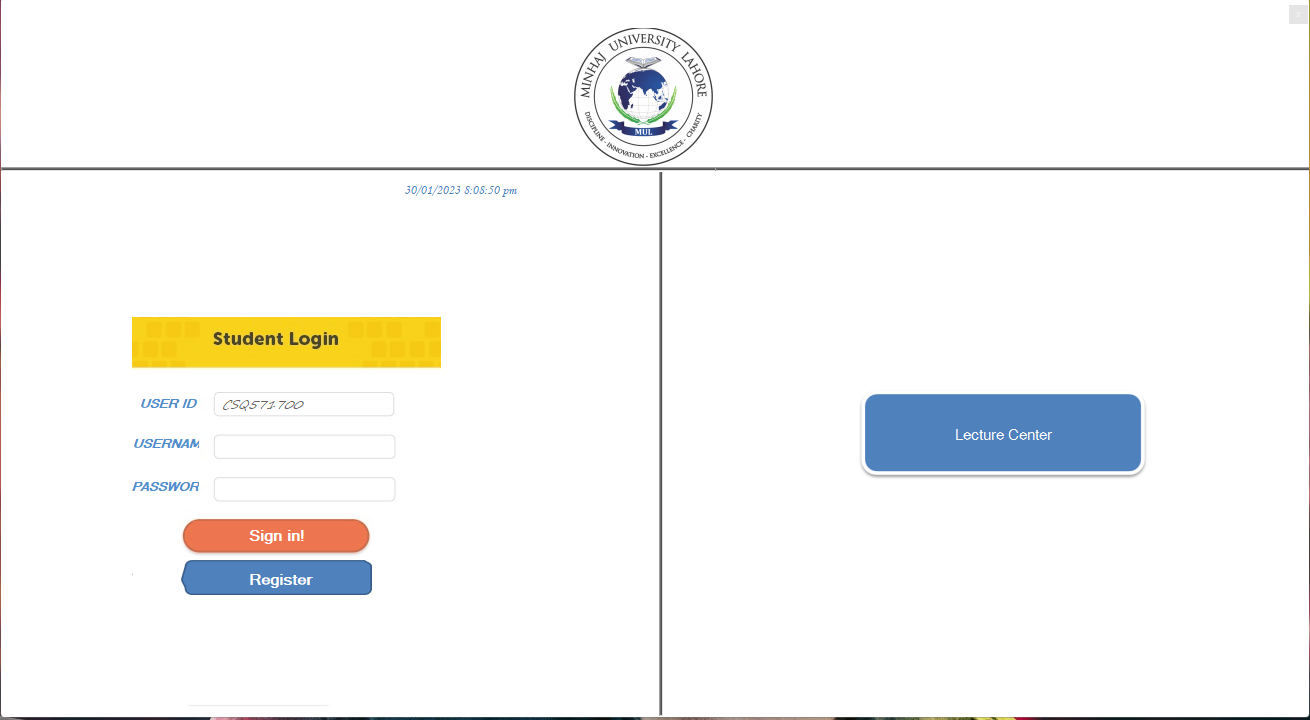 x
MINHAJ UNIVERSITY LAHORE
MUL
DISCIPLINE - INNOVATION - EXCELLENCE - CHARITY
30/01/2023 8:08:50 pm
Student Login
USER ID CSQ571700
USERNAM
PASSWOR
Sign in!
Register
Lecture Center